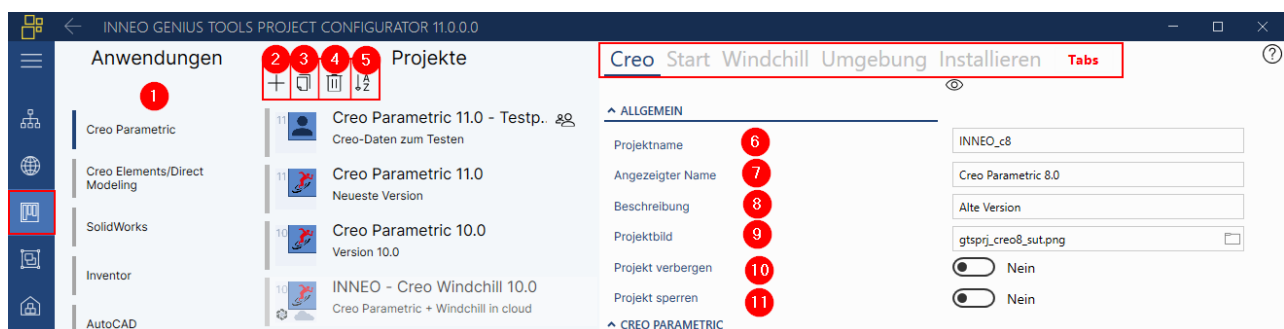 INNEO GENIUS TOOLS PROJECT CONFIGURATOR 11.0.0.0
Anwendungen
1
Creo Parametric
Creo Elements/Direct
Modeling
SolidWorks
Inventor
AutoCAD
2 3 4 5
Projekte
11
Creo Parametric 11.0 - Testp..
Creo-Daten zum Testen
11
Creo Parametric 11.0
Neueste Version
10
Creo Parametric 10.0
Version 10.0
10
INNEO - Creo Windchill 10.0
Creo Parametric + Windchill in cloud
Creo Start Windchill Umgebung Installieren Tabs
ALLGEMEIN
Projektname 6 INNEO_c8
Angezeigter Name 7 Creo Parametric 8.0
Beschreibung 8 Alte Version
Projektbild 9 gtsprj_creo8_sut.png
Projekt verbergen 10 Nein
Projekt sperren 11 Nein
CREO PARAMETRIC